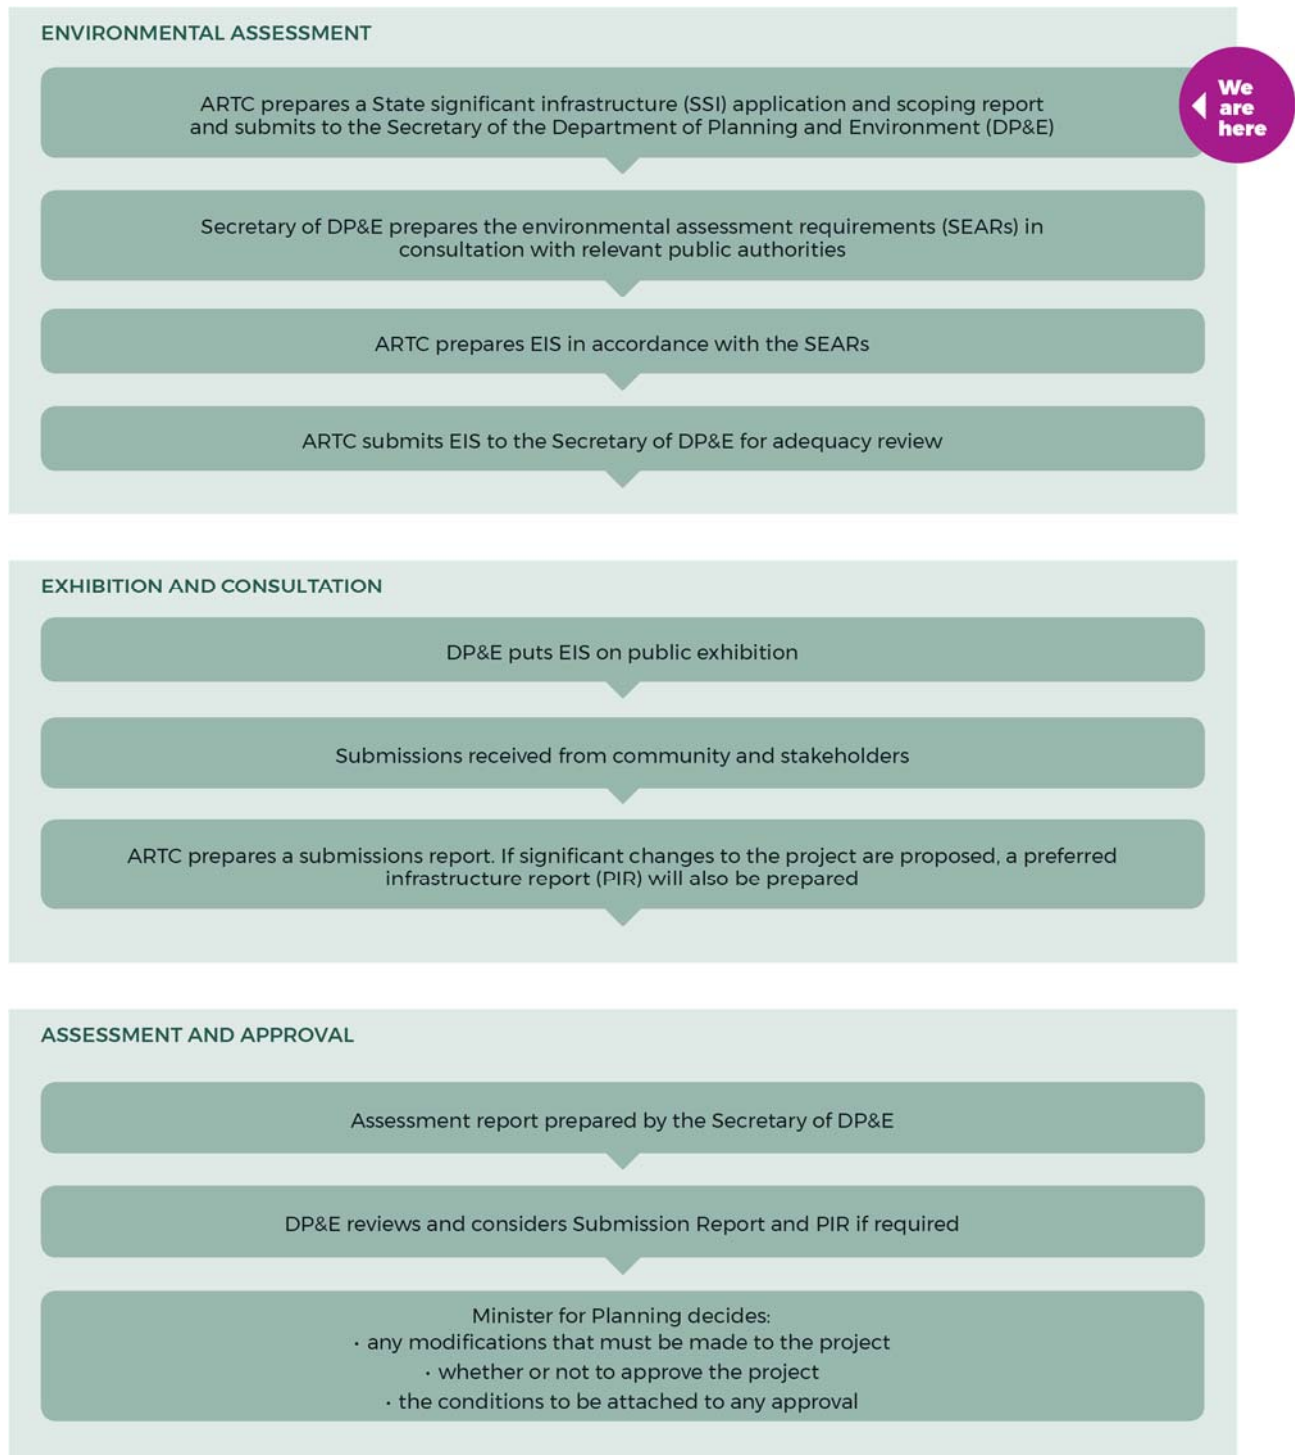 ENVIRONMENTAL ASSESSMENT
ARTC prepares a State significant infrastructure (SSI) application and scoping report
and submits to the Secretary of the Department of Planning and Environment (DP&E)
We
are
here
Secretary of DP&E prepares the environmental assessment requirements (SEARs) in
consultation with relevant public authorities
ARTC prepares EIS in accordance with the SEARs
ARTC submits EIS to the Secretary of DP&E for adequacy review
EXHIBITION AND CONSULTATION
DP&E puts EIS on public exhibition
Submissions received from community and stakeholders
ARTC prepares a submissions report. If significant changes to the project are proposed, a preferred
infrastructure report (PIR) will also be prepared
ASSESSMENT AND APPROVAL
Assessment report prepared by the Secretary of DP&E
DP&E reviews and considers Submission Report and PIR if required
Minister for Planning decides:
• any modifications that must be made to the project
• whether or not to approve the project
• the conditions to be attached to any approval